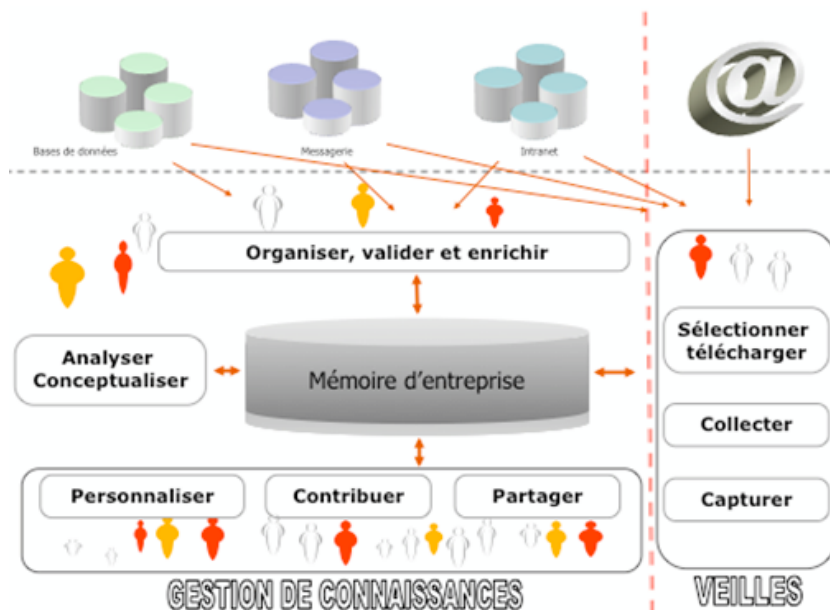 Bases de données
Messagerie
Intranet
@
Organiser, valider et enrichir
Analyser
Conceptualiser
Mémoire d'entreprise
Sélectionner
télécharger
Collecter
Capturer
Personnaliser
Contribuer
Partager
GESTION DE CONNAISSANCES
VEILLES